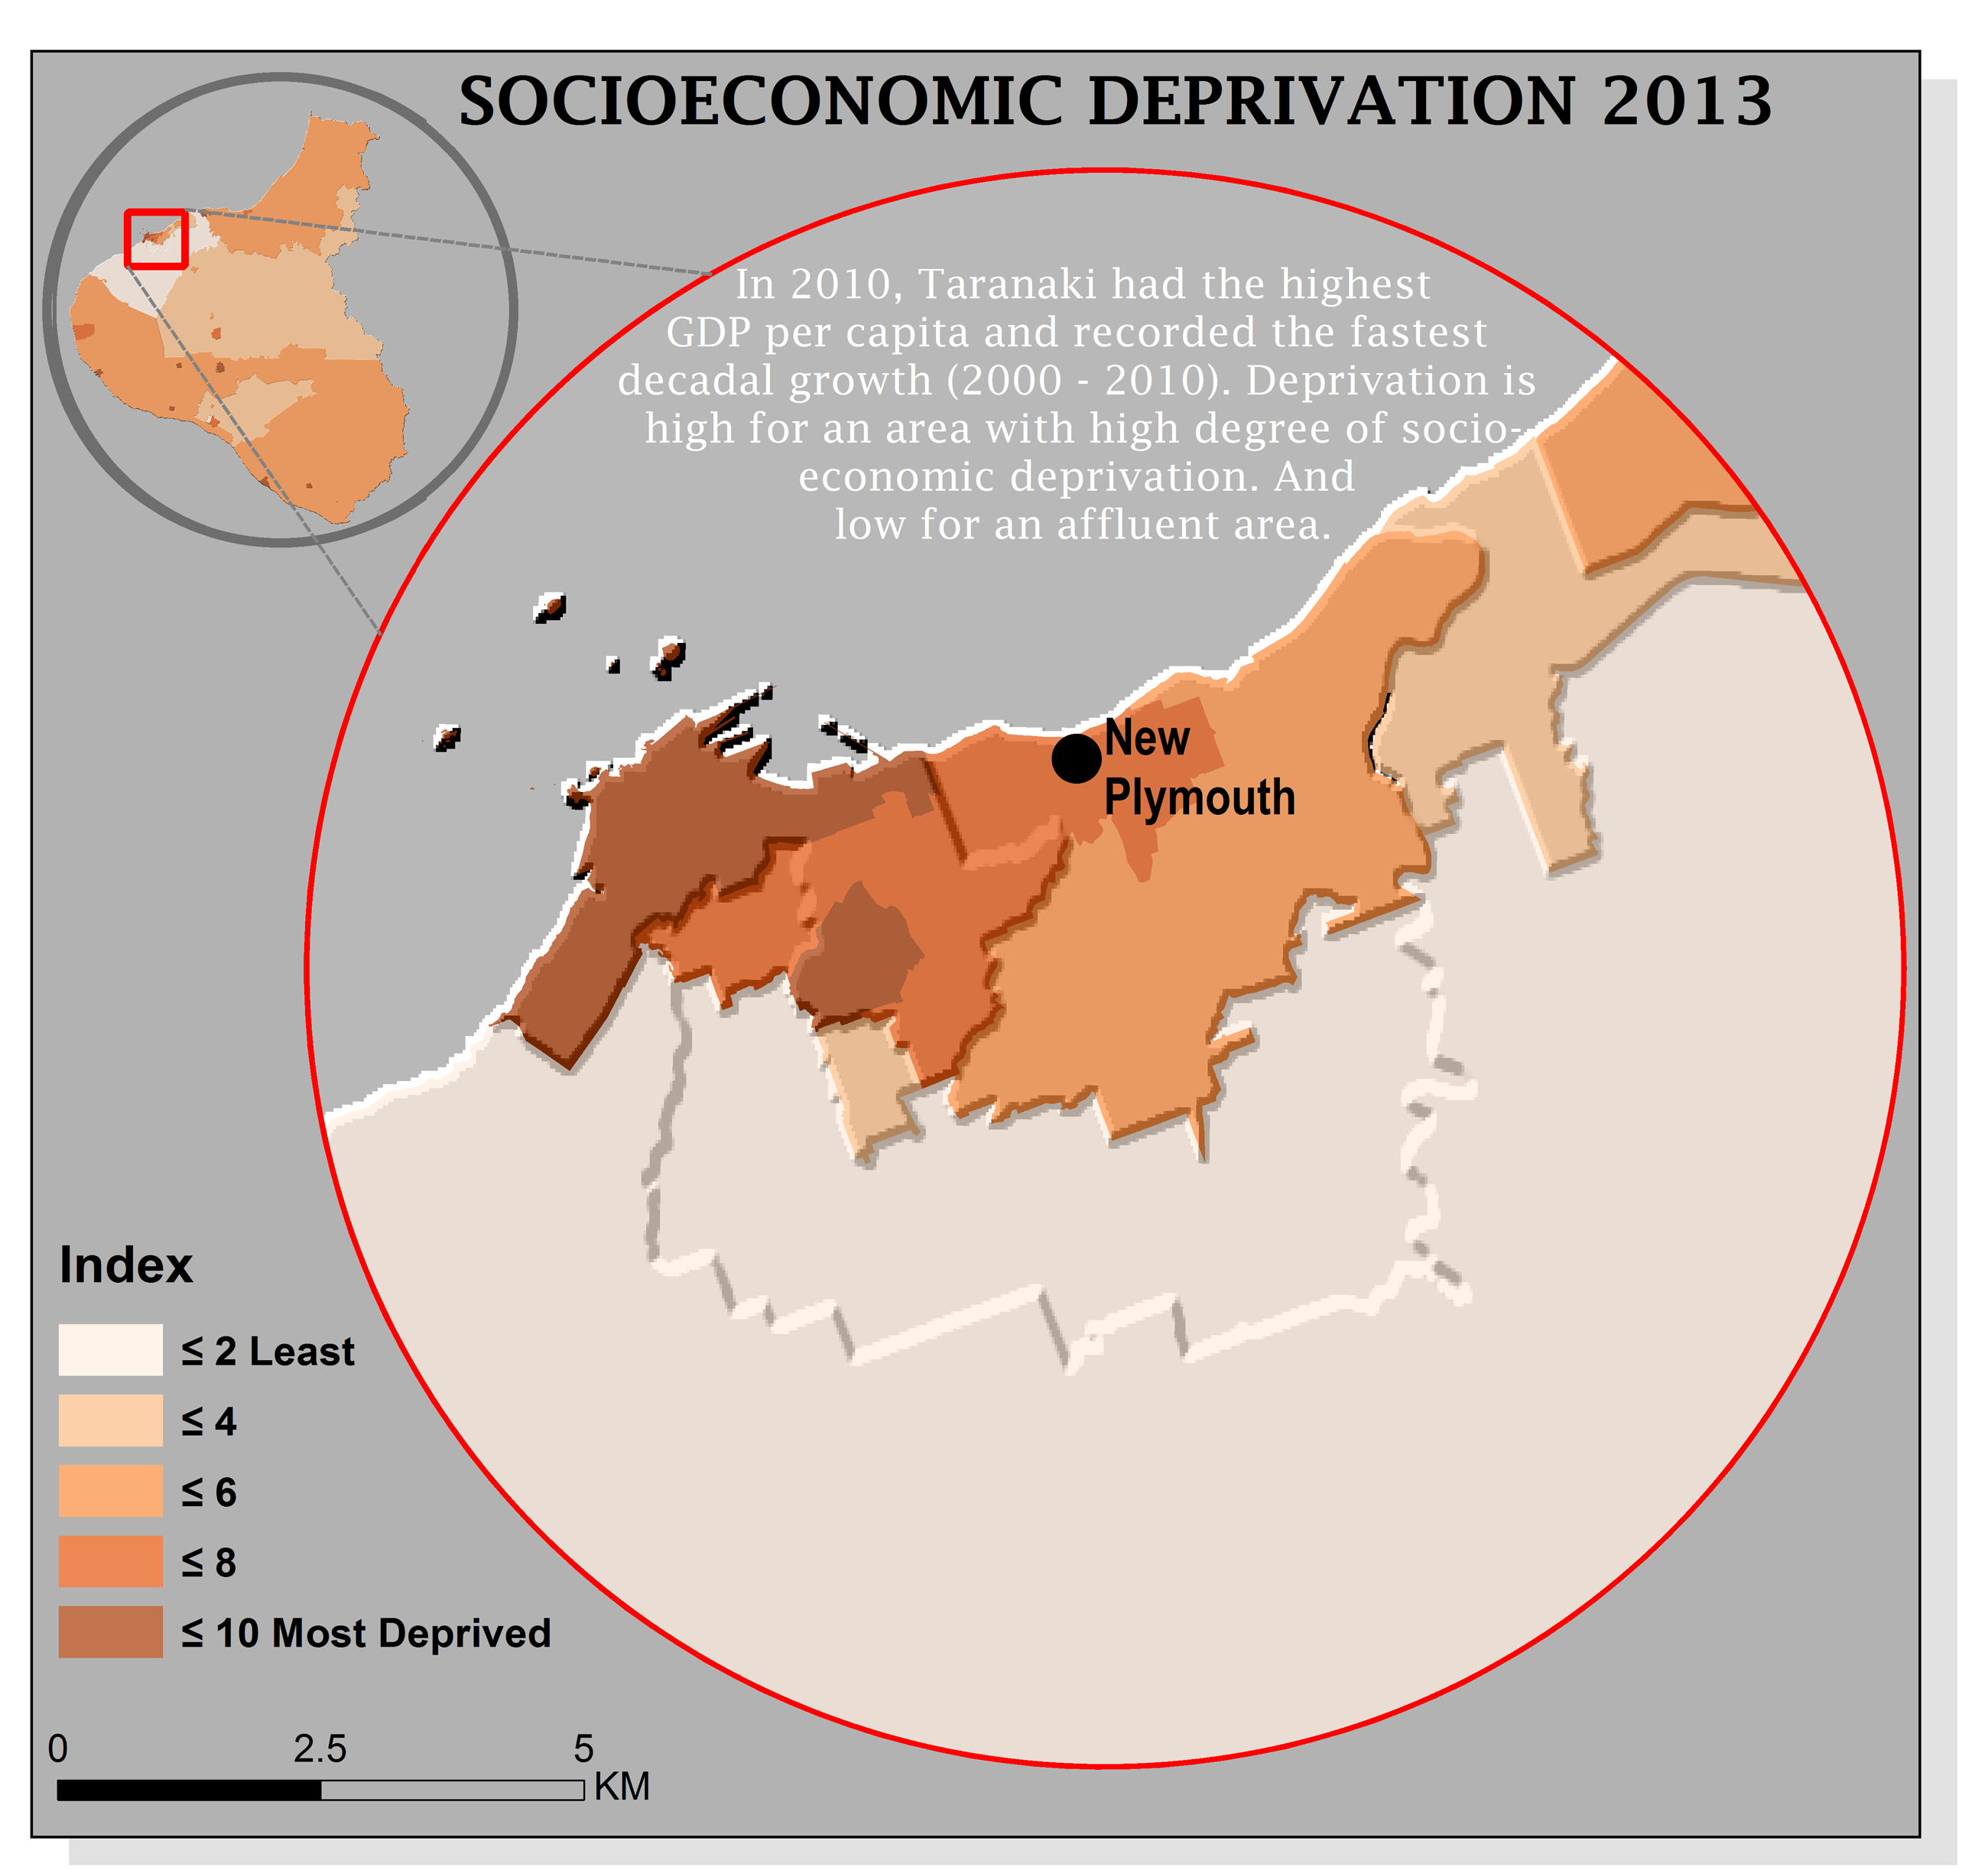 SOCIOECONOMIC DEPRIVATION 2013
In 2010, Taranaki had the highest
GDP per capita and recorded the fastest
decadal growth (2000 - 2010). Deprivation is
high for an area with high degree of socio-
economic deprivation. And
low for an affluent area.
New
Plymouth
Index
≤ 2 Least
≤ 4
≤ 6
≤ 8
≤ 10 Most Deprived
0 2.5 5
KM